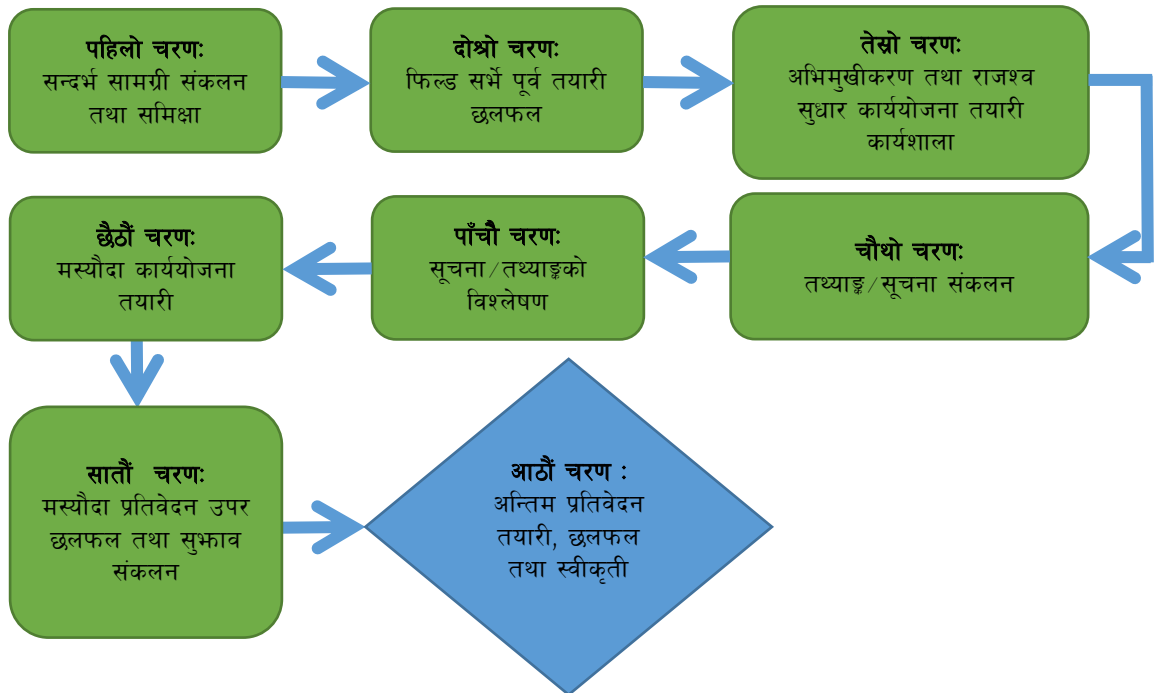 पहिलो चरणः
सन्दर्भ सामग्री संकलन
तथा समिक्षा
दोश्रो चरणः
फिल्ड सर्भे पूर्व तयारी
छलफल
तेस्रो चरणः
अभिमुखीकरण तथा राजश्व
सुधार कार्ययोजना तयारी
कार्यशाला
चौथो चरणः
तथ्याङ्क/सूचना संकलन
पाँचौ चरणः
सूचना/तथ्याङ्कको
विश्लेषण
छैठौं चरणः
मस्यौदा कार्ययोजना
तयारी
सातौं चरणः
मस्यौदा प्रतिवेदन उपर
छलफल तथा सुझाव
संकलन
आठौं चरण :
अन्तिम प्रतिवेदन
तयारी, छलफल
तथा स्वीकृती